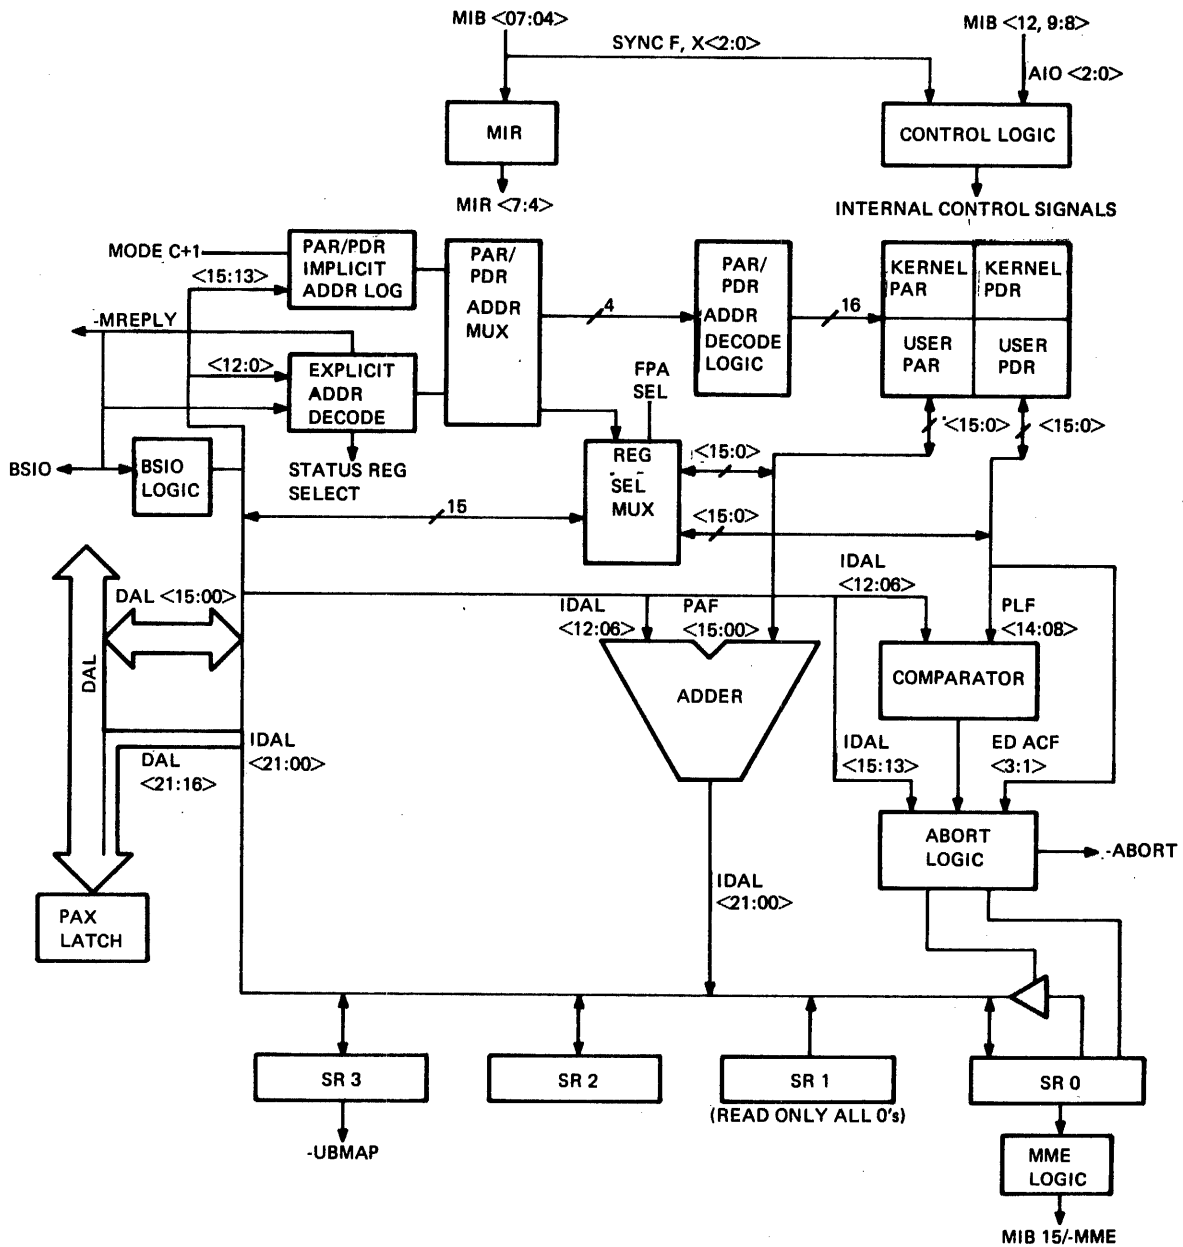 MIB <07:04>
MIB <12, 9:8>
SYNC F, X<2:0>
AIO <2:0>
MIR
CONTROL LOGIC
MIR <7:4>
INTERNAL CONTROL SIGNALS
MODE C+1
PAR/PDR
IMPLICIT
ADDR LOG
<15:13>
PAR/
PDR
ADDR
MUX
4
PAR/
PDR
ADDR
DECODE
LOGIC
16
KERNEL
PAR
KERNEL
PDR
USER
PAR
USER
PDR
-MREPLY
<12:0>
EXPLICIT
ADDR
DECODE
FPA
SEL
<15:0>
<15:0>
BSIO
BSIO
LOGIC
STATUS REG
SELECT
REG
SEL
MUX
<15:0>
15
<15:0>
DAL <15:00>
DAL
IDAL
<12:06>
PAF
<15:00>
IDAL
<12:06>
PLF
<14:08>
ADDER
COMPARATOR
IDAL
<21:00>
DAL
<21:16>
IDAL
<15:13>
ED ACF
<3:1>
ABORT
LOGIC
-ABORT
IDAL
<21:00>
PAX
LATCH
SR 3
SR 2
SR 1
SR 0
(READ ONLY ALL 0's)
-UBMAP
MME
LOGIC
MIB 15/-MME